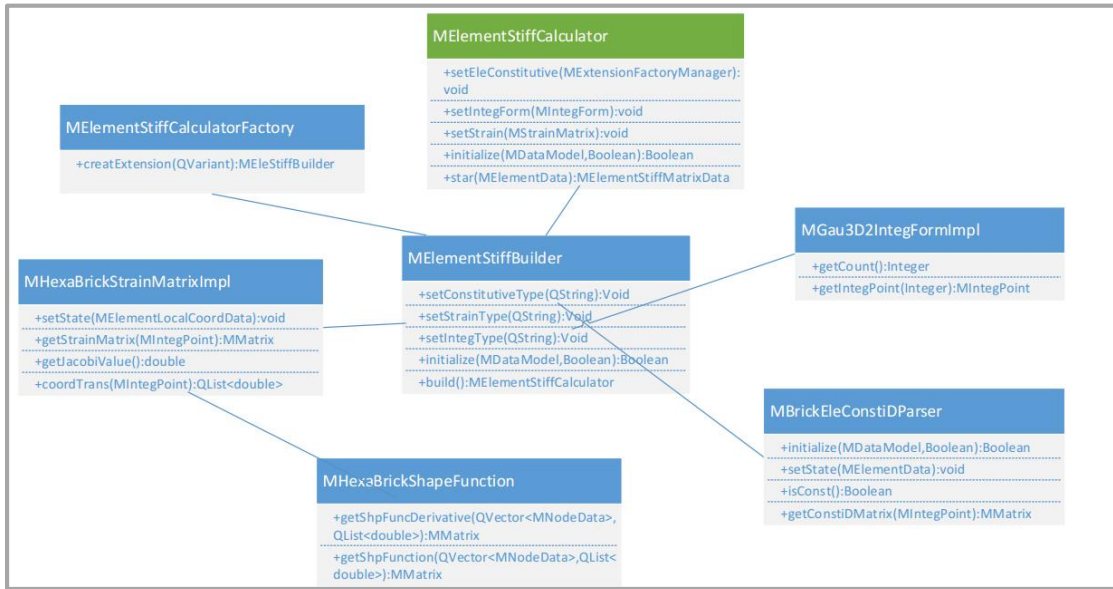 MElementStiffCalculator
+setEleConstitutive(MExtensionFactoryManager):
void
+setIntegForm(MIntegForm):void
+setStrain(MStrainMatrix):void
+initialize(MDataModel,Boolean):Boolean
+star(MElementData):MElementStiffMatrixData
MElementStiffCalculatorFactory
+creatExtension(QVariant):MEleStiffBuilder
MElementStiffBuilder
+setConstitutiveType(QString):Void
+setStrainType(QString):Void
+setIntegType(QString):Void
+initialize(MDataModel,Boolean):Boolean
+build():MElementStiffCalculator
MGau3D2IntegFormImpl
+getCount():Integer
+getIntegPoint(Integer):MIntegPoint
MHexaBrickStrainMatrixImpl
+setState(MElementLocalCoordData):void
+getStrainMatrix(MIntegPoint):MMatrix
+getJacobiValue():double
+coordTrans(MIntegPoint):QList<double>
MBrickEleConstiDParser
+initialize(MDataModel,Boolean):Boolean
+setState(MElementData):void
+isConst():Boolean
+getConstiDMatrix(MIntegPoint):MMatrix
MHexaBrickShapeFunction
+getShpFuncDerivative(QVector<MNodeData>,
QList<double>):MMatrix
+getShpFunction(QVector<MNodeData>,QList<
double>):MMatrix